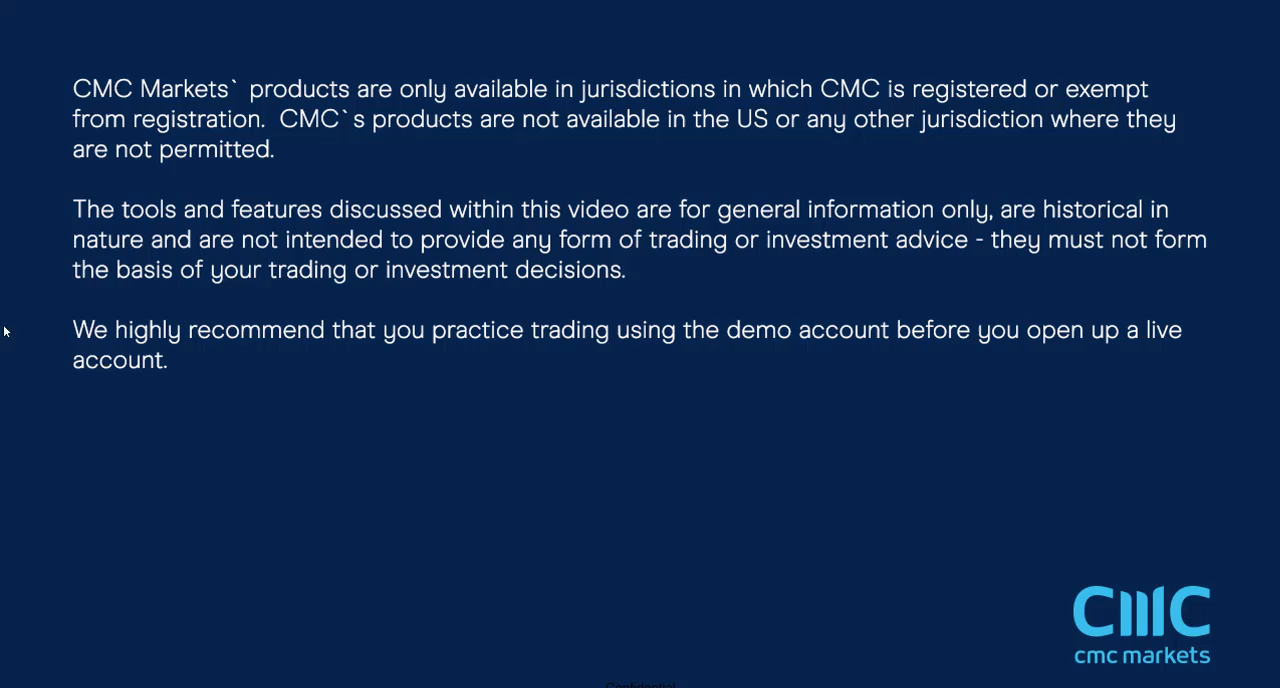 CMC Markets` products are only available in jurisdictions in which CMC is registered or exempt
from registration.  CMC`s products are not available in the US or any other jurisdiction where they
are not permitted.
The tools and features discussed within this video are for general information only, are historical in
nature and are not intended to provide any form of trading or investment advice - they must not form
the basis of your trading or investment decisions.
We highly recommend that you practice trading using the demo account before you open up a live
account.
CMC
cmc markets
Confidential